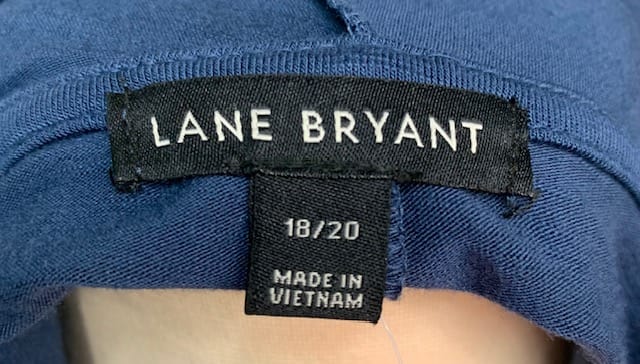 LANE BRYANT
18/20
MADE IN
VIETNAM